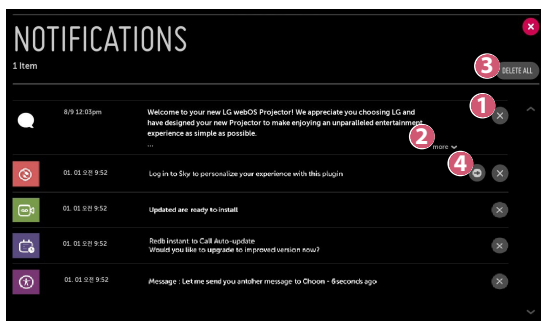 NOTIFICATIONS
1 Item
3
DELETE ALL
1
8/9 12:03pm
Welcome to your new LG webOS Projector! We appreciate you choosing LG and
have designed your new Projector to make enjoying an unparalleled entertainment
experience as simple as possible.
...
2
more
4
01. 01 오전 9:52
Log in to Sky to personalize your experience with this plugin
01. 01 오전 9:52
Updated are ready to install
01. 01 오전 9:52
Redb instant to Call Auto-update
Would you like to upgrade to improved version now?
01. 01 오전 9:52
Message : Let me send you antoher message to Choon - 6seconds ago